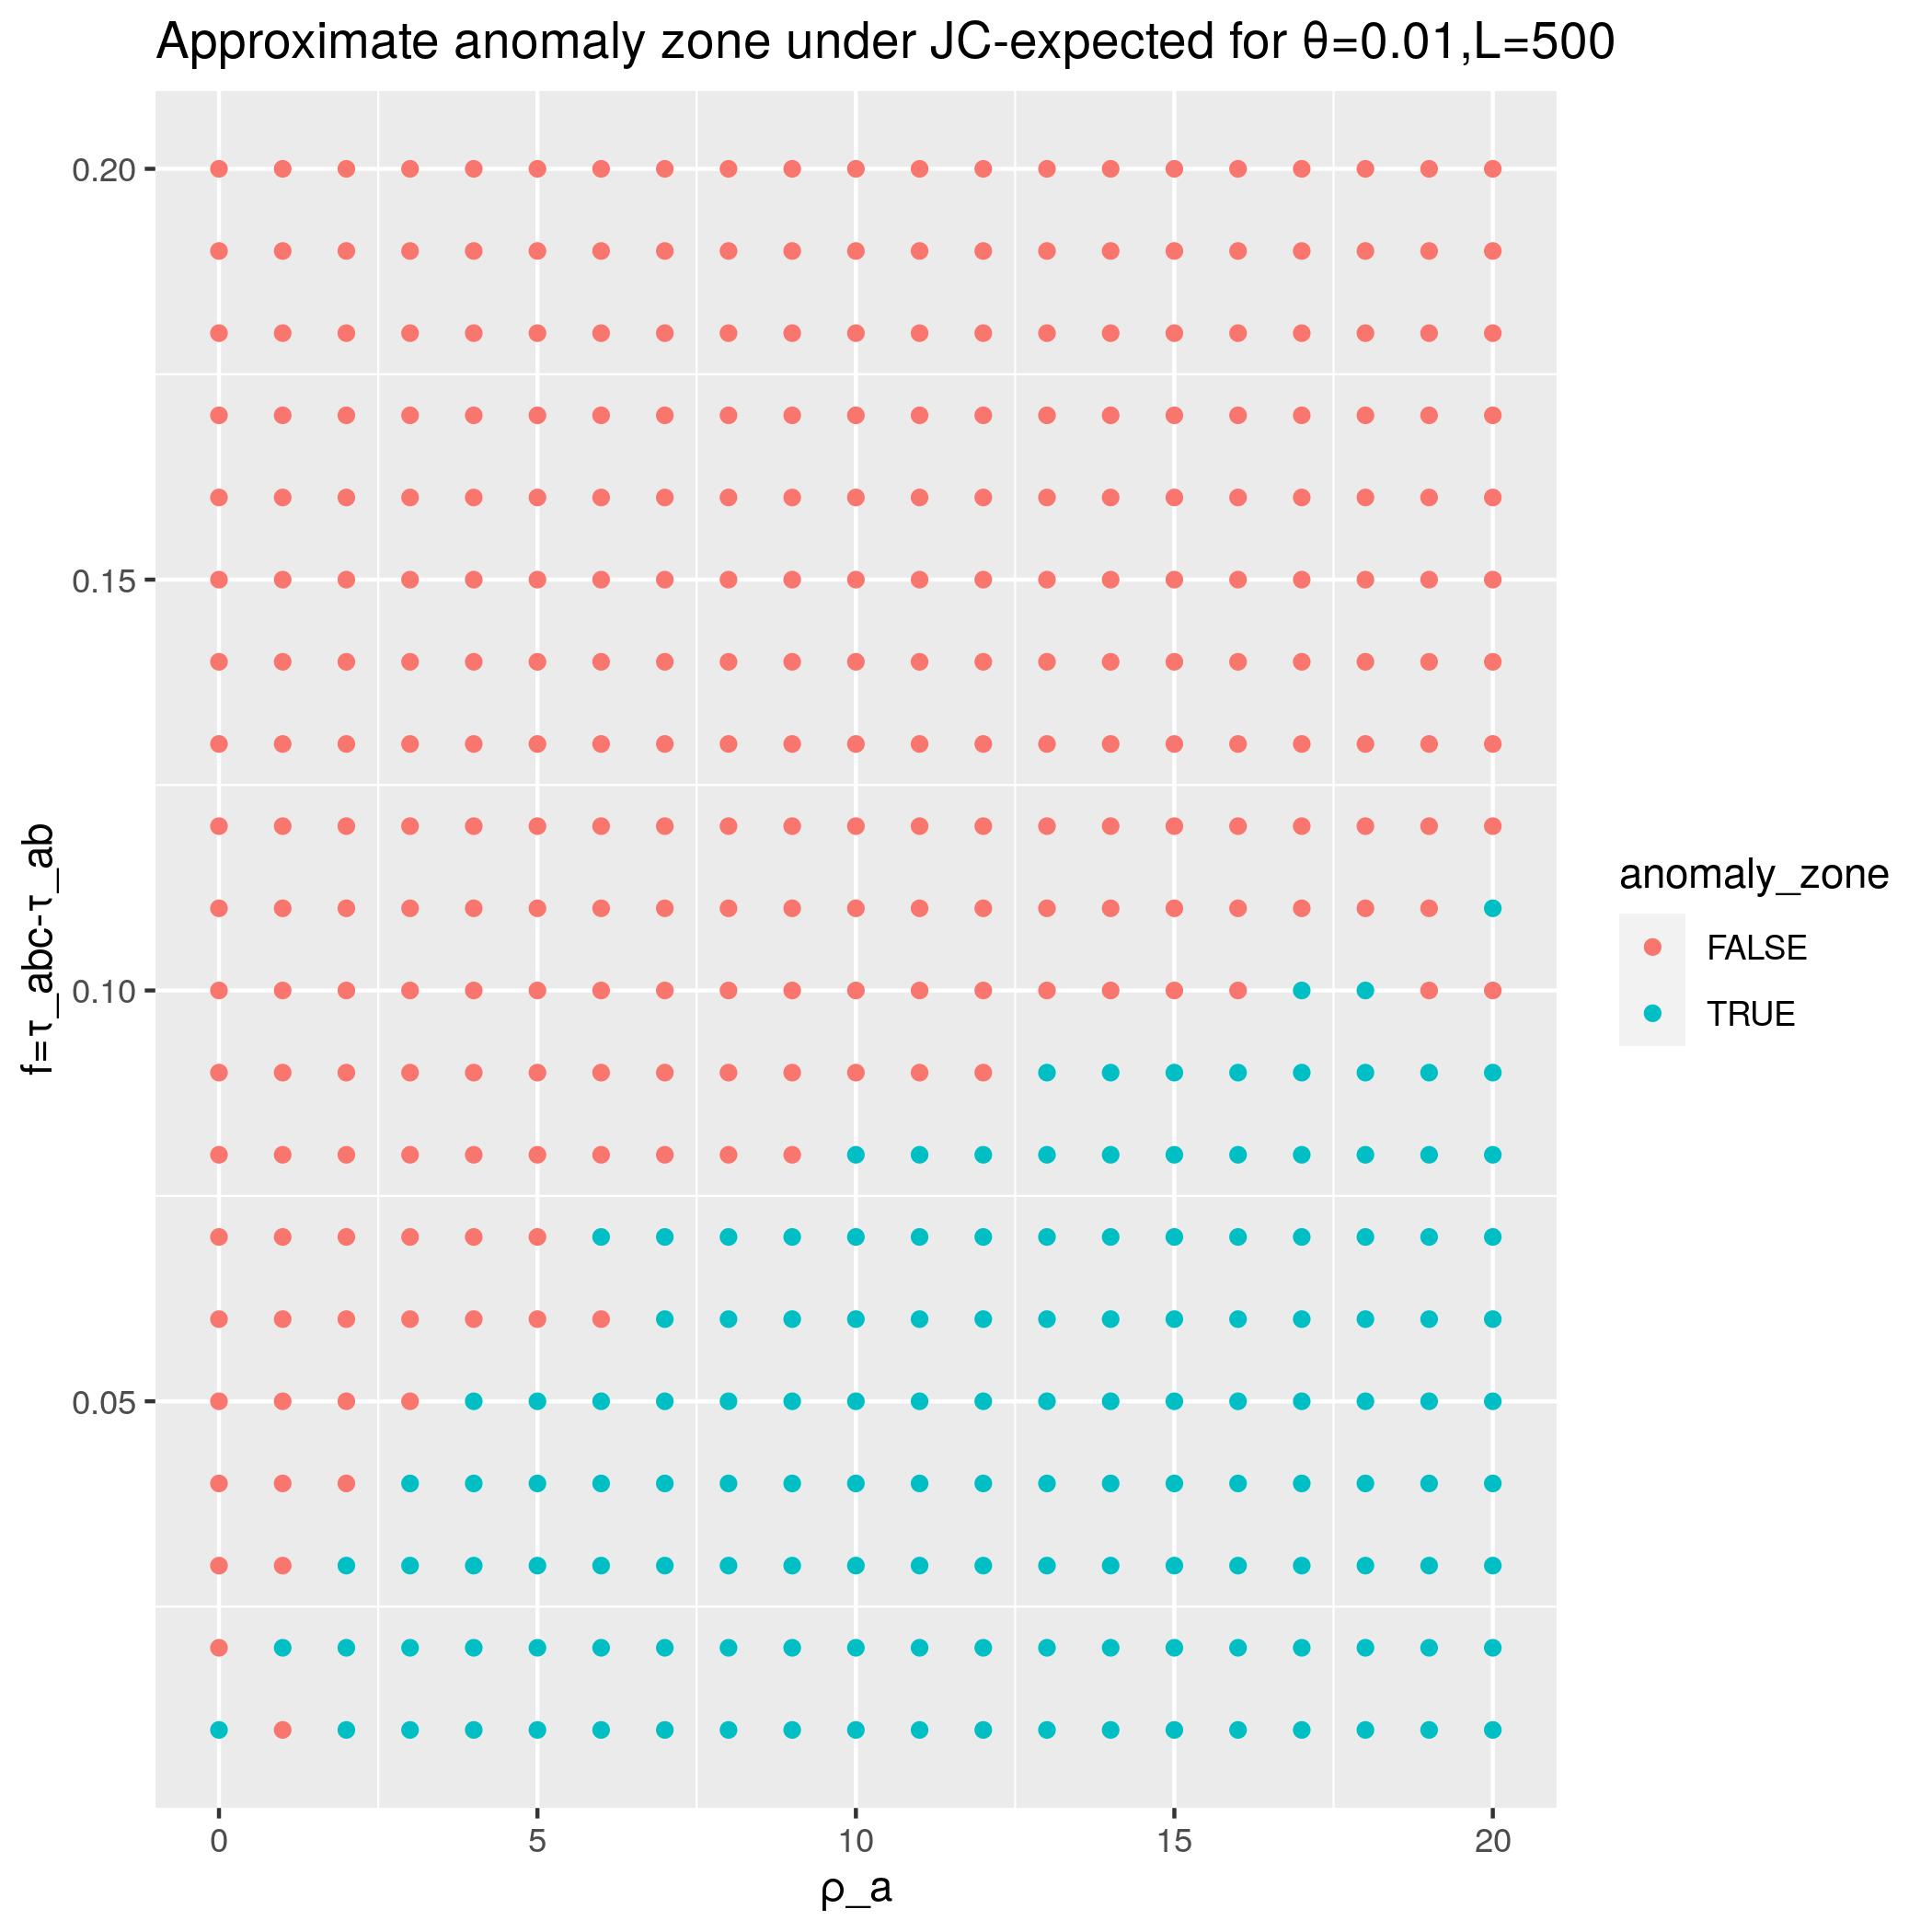 Approximate anomaly zone under JC-expected for θ=0.01,L=500
f=τ_abc-τ_ab
0.20
0.15
0.10
0.05
0 5 10 15 20
ρ_a
anomaly_zone
FALSE
TRUE